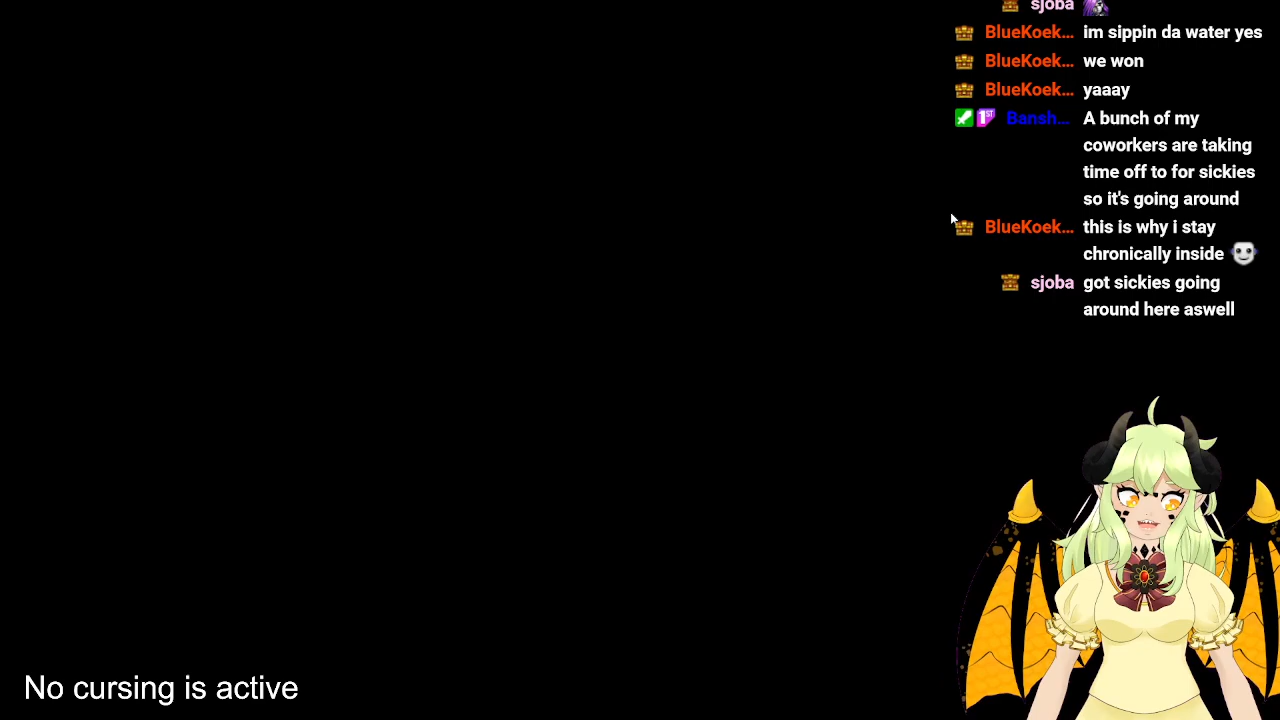 sjoba
BlueKoek... im sippin da water yes
BlueKoek... we won
BlueKoek... yaaay
1ST Bansh... A bunch of my
coworkers are taking
time off to for sickies
so it's going around
BlueKoek... this is why i stay
chronically inside
sjoba got sickies going
around here aswell
No cursing is active